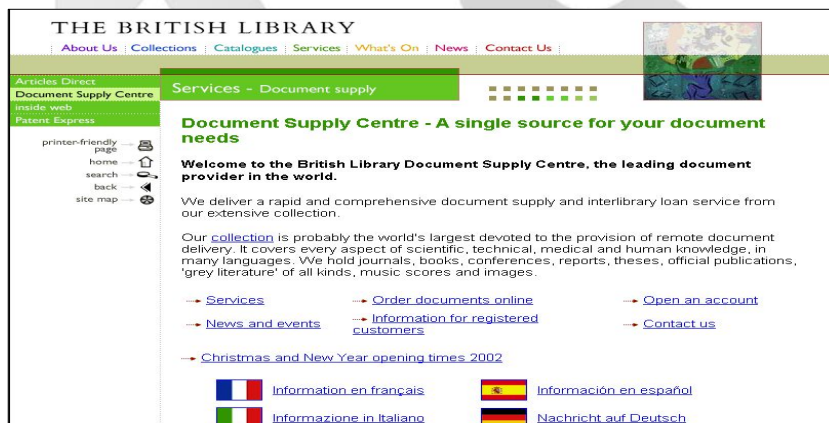 THE BRITISH LIBRARY
About Us Collections Catalogues Services What's On News Contact Us
Articles Direct
Document Supply Centre
inside web
Patent Express
printer-friendly
page
home
search
back
site map
Services - Document supply
Document Supply Centre - A single source for your document
needs
Welcome to the British Library Document Supply Centre, the leading document
provider in the world.
We deliver a rapid and comprehensive document supply and interlibrary loan service from
our extensive collection.
Our collection is probably the world's largest devoted to the provision of remote document
delivery. It covers every aspect of scientific, technical, medical and human knowledge, in
many languages. We hold journals, books, conferences, reports, theses, official publications,
'grey literature' of all kinds, music scores and images.
Services Order documents online Open an account
News and events Information for registered
customers Contact us
Christmas and New Year opening times 2002
Information en français Información en español
Informazione in Italiano Nachricht auf Deutsch